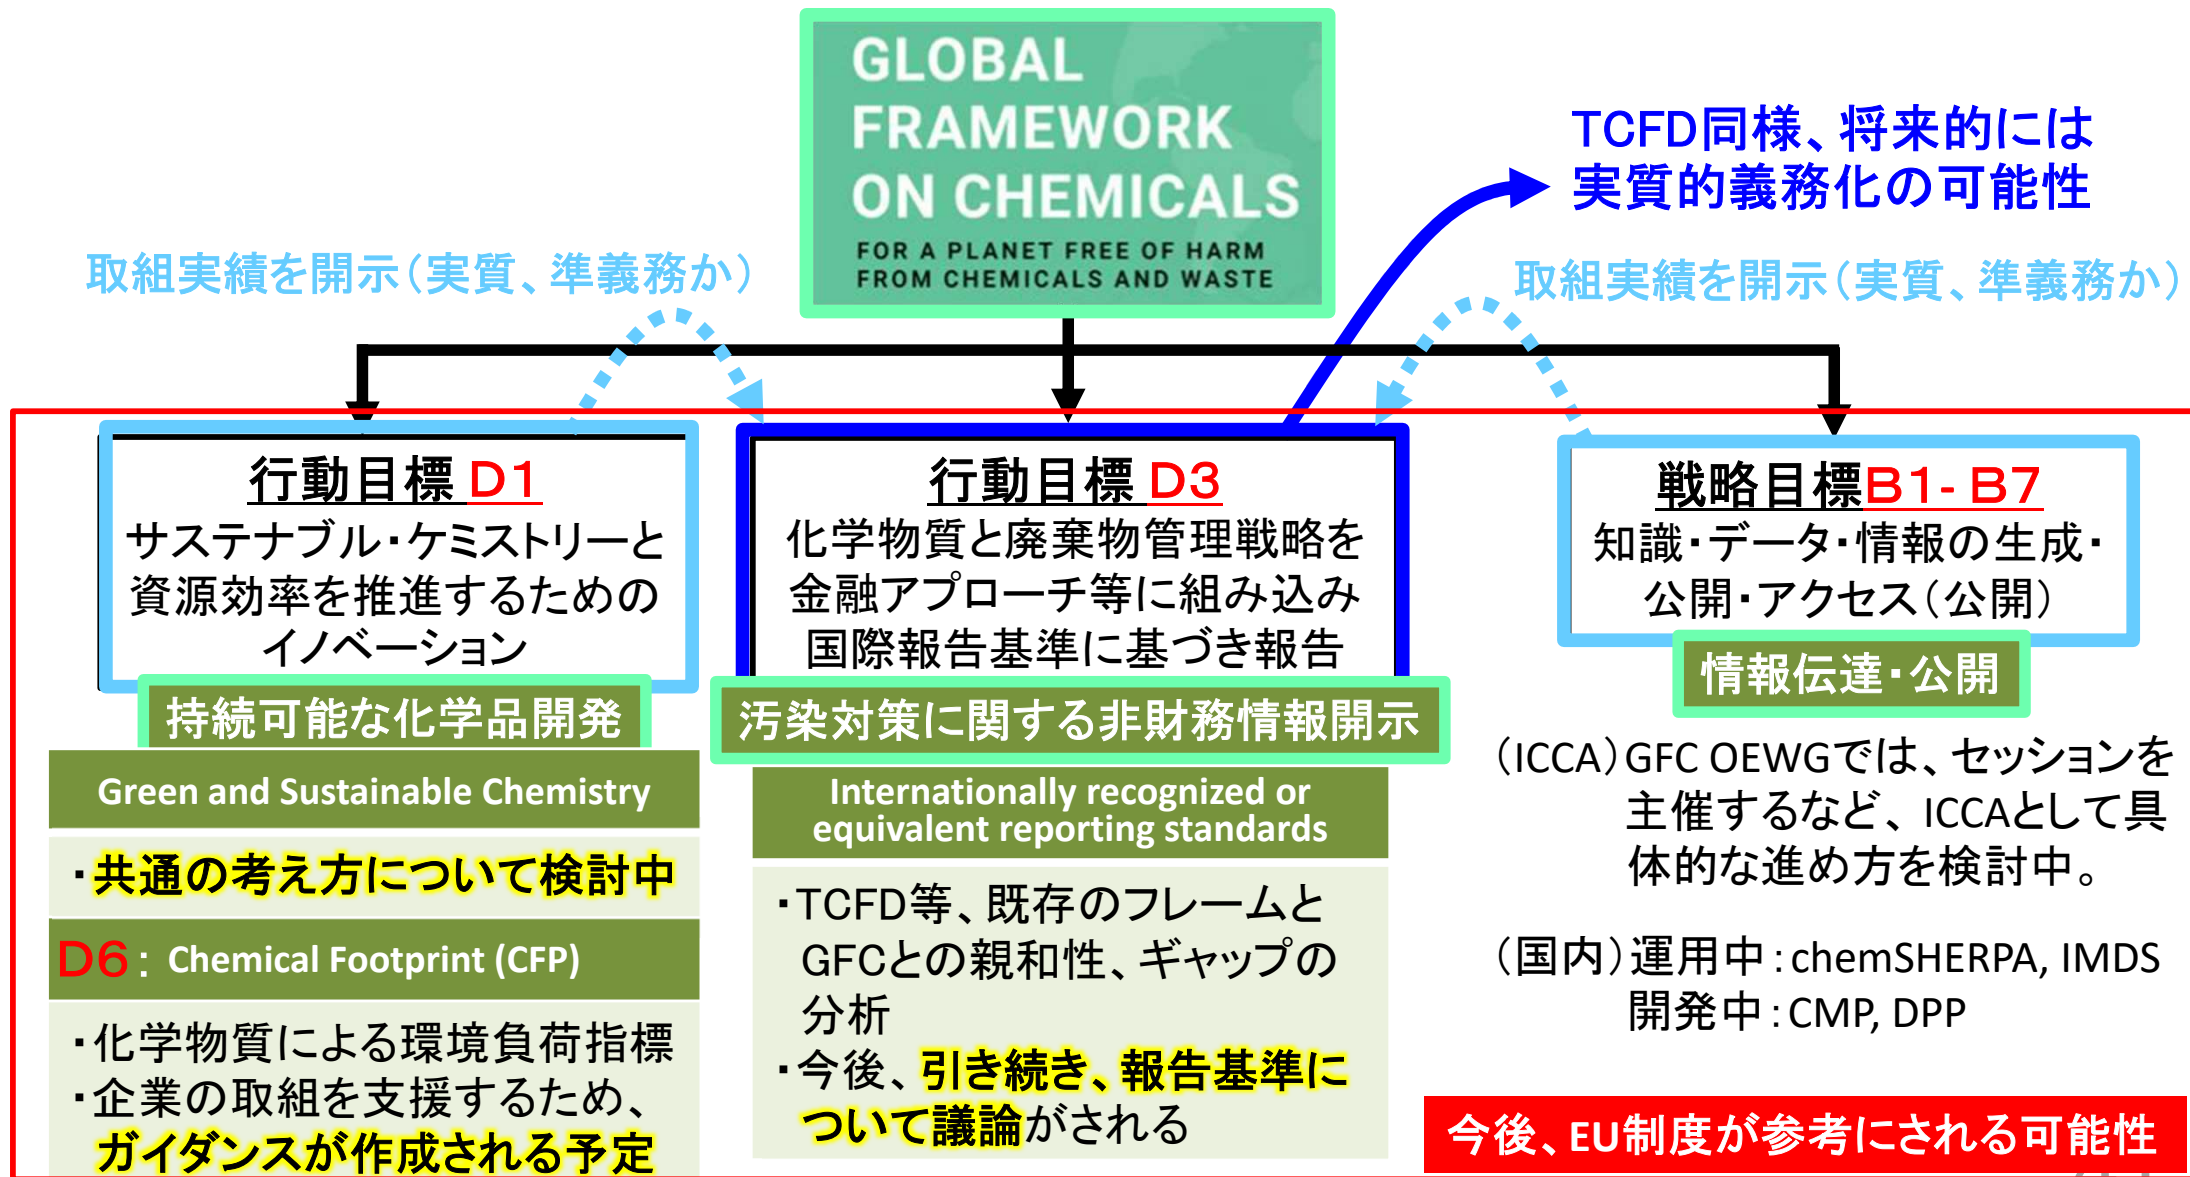 GLOBAL
FRAMEWORK
ON CHEMICALS
FOR A PLANET FREE OF HARM
FROM CHEMICALS AND WASTE
TCFD同様、将来的には
実質的義務化の可能性
取組実績を開示（実質、準義務か）
取組実績を開示（実質、準義務か）
行動目標 D1
サステナブル・ケミストリーと
資源効率を推進するための
イノベーション
持続可能な化学品開発
Green and Sustainable Chemistry
・共通の考え方について検討中
D6：Chemical Footprint (CFP)
・化学物質による環境負荷指標
・企業の取組を支援するため、
ガイダンスが作成される予定
行動目標 D3
化学物質と廃棄物管理戦略を
金融アプローチ等に組み込み
国際報告基準に基づき報告
汚染対策に関する非財務情報開示
Internationally recognized or
equivalent reporting standards
・TCFD等、既存のフレームと
GFCとの親和性、ギャップの
分析
・今後、引き続き、報告基準に
ついて議論がされる
戦略目標B1- B7
知識・データ・情報の生成・
公開・アクセス（公開）
情報伝達・公開
（ICCA）GFC OEWGでは、セッションを
主催するなど、ICCAとして具
体的な進め方を検討中。
（国内）運用中：chemSHERPA, IMDS
開発中：CMP, DPP
今後、EU制度が参考にされる可能性